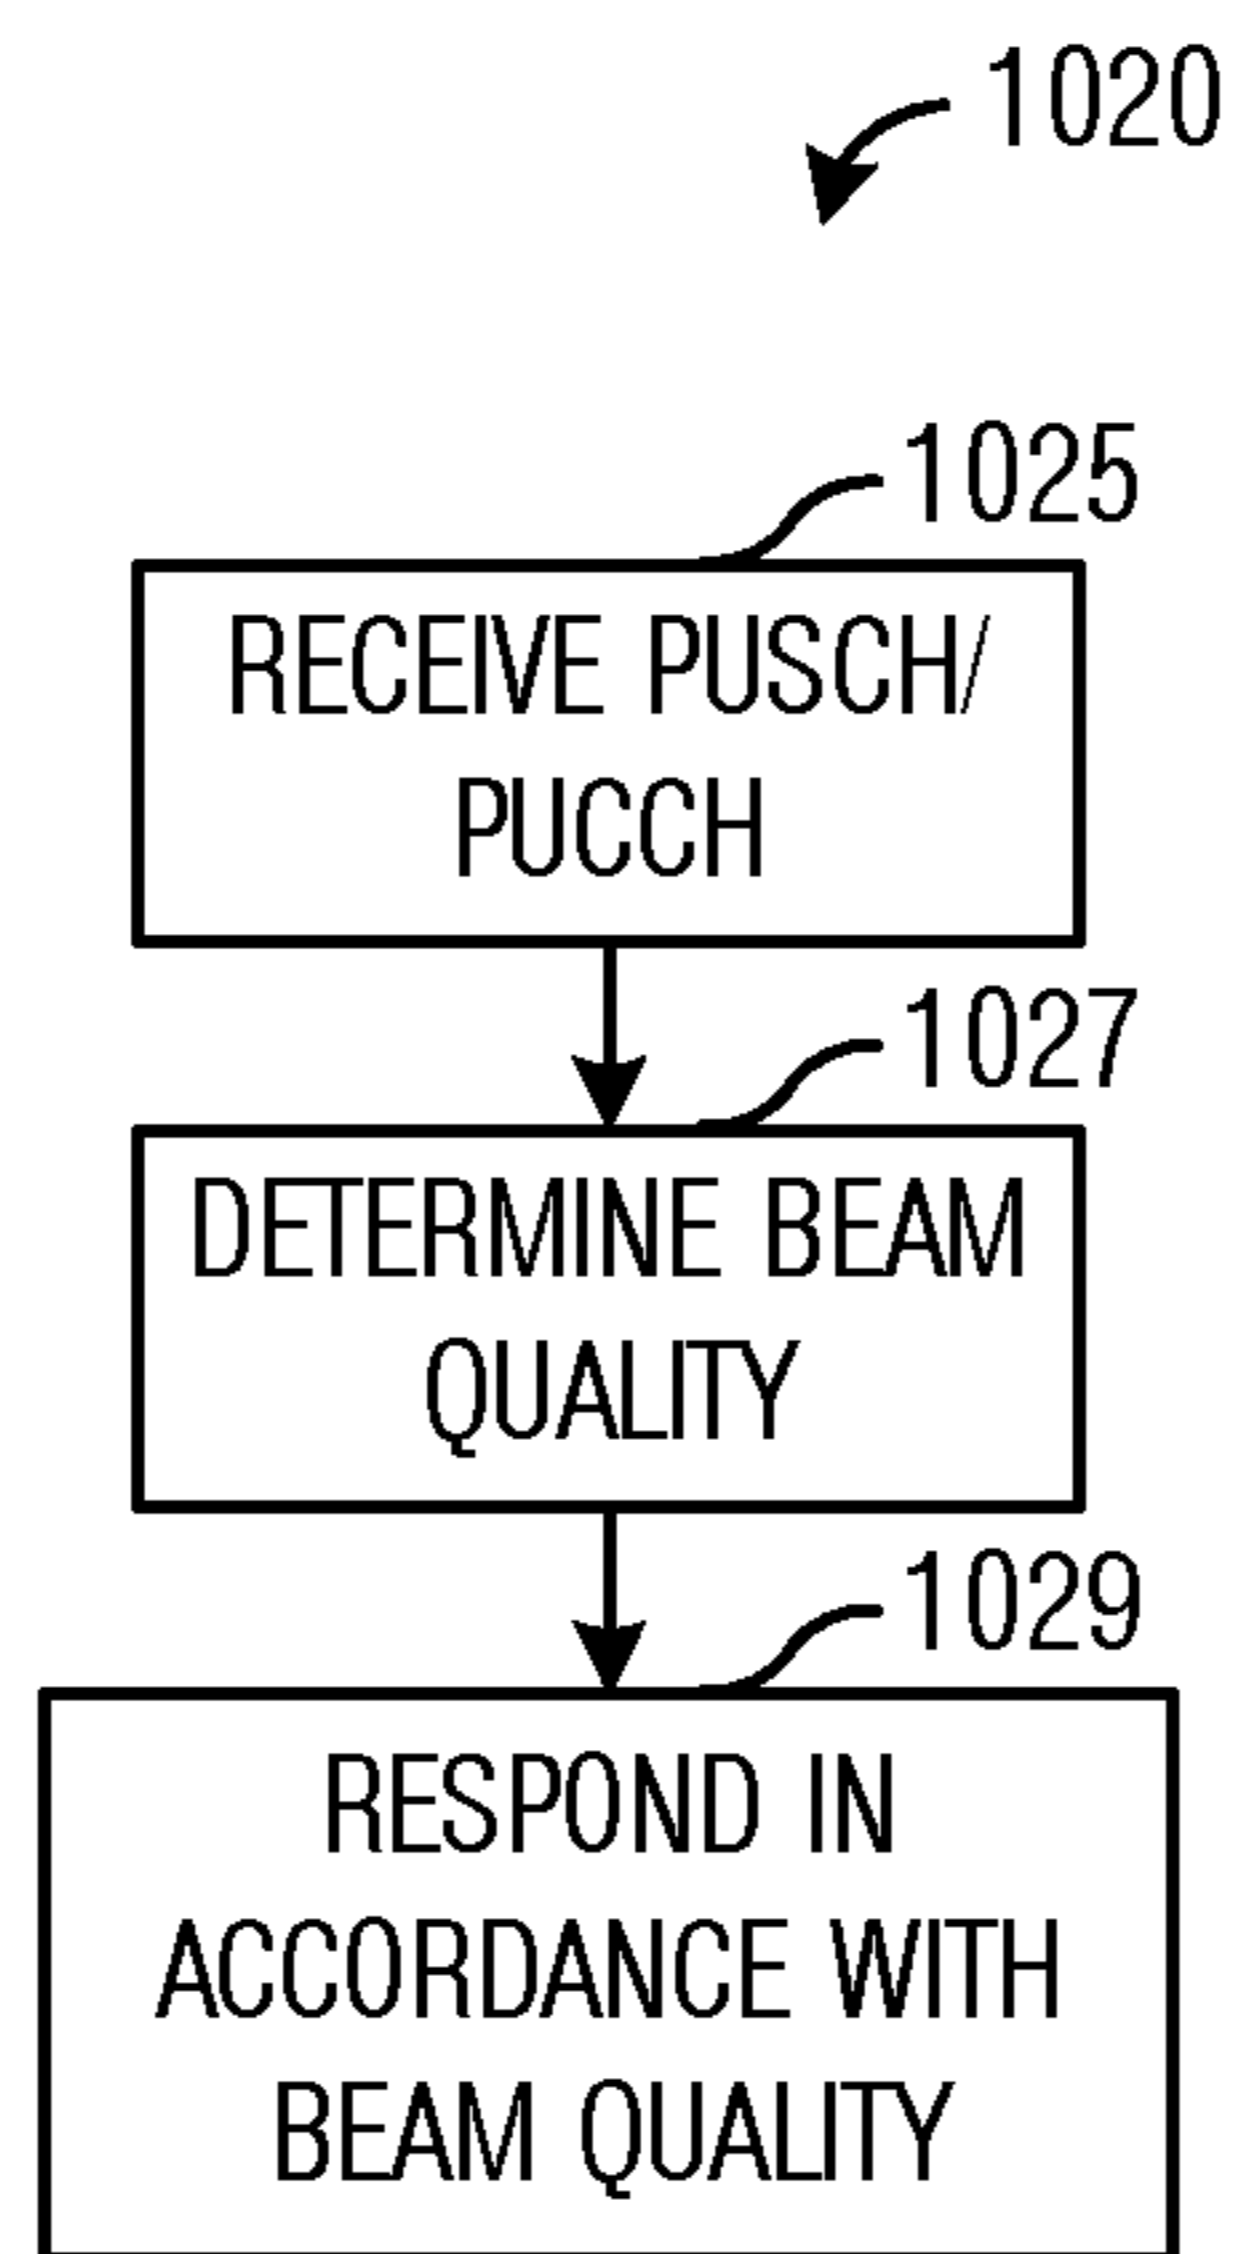 1020
1025
RECEIVE PUSCH/
PUCCH
1027
DETERMINE BEAM
QUALITY
1029
RESPOND IN
ACCORDANCE WITH
BEAM QUALITY